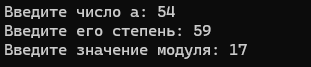 Введите число а: 54
Введите его степень: 59
Введите значение модуля: 17